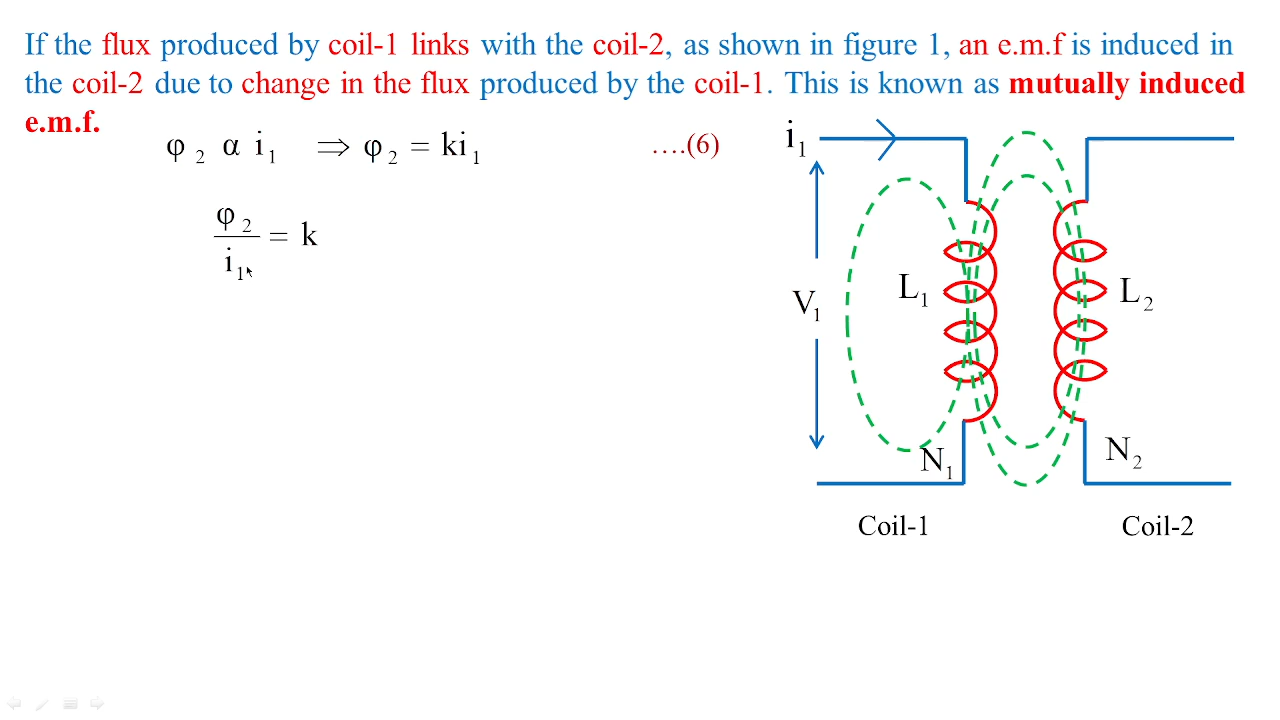 If the flux produced by coil-1 links with the coil-2, as shown in figure 1, an e.m.f is induced in
the coil-2 due to change in the flux produced by the coil-1. This is known as mutually induced
e.m.f.
φ₂ α i₁ ⟹ φ₂ = ki₁ ....(6)
φ₂
i₁
= k
i₁
V₁
L₁
L₂
N₁
N₂
Coil-1
Coil-2